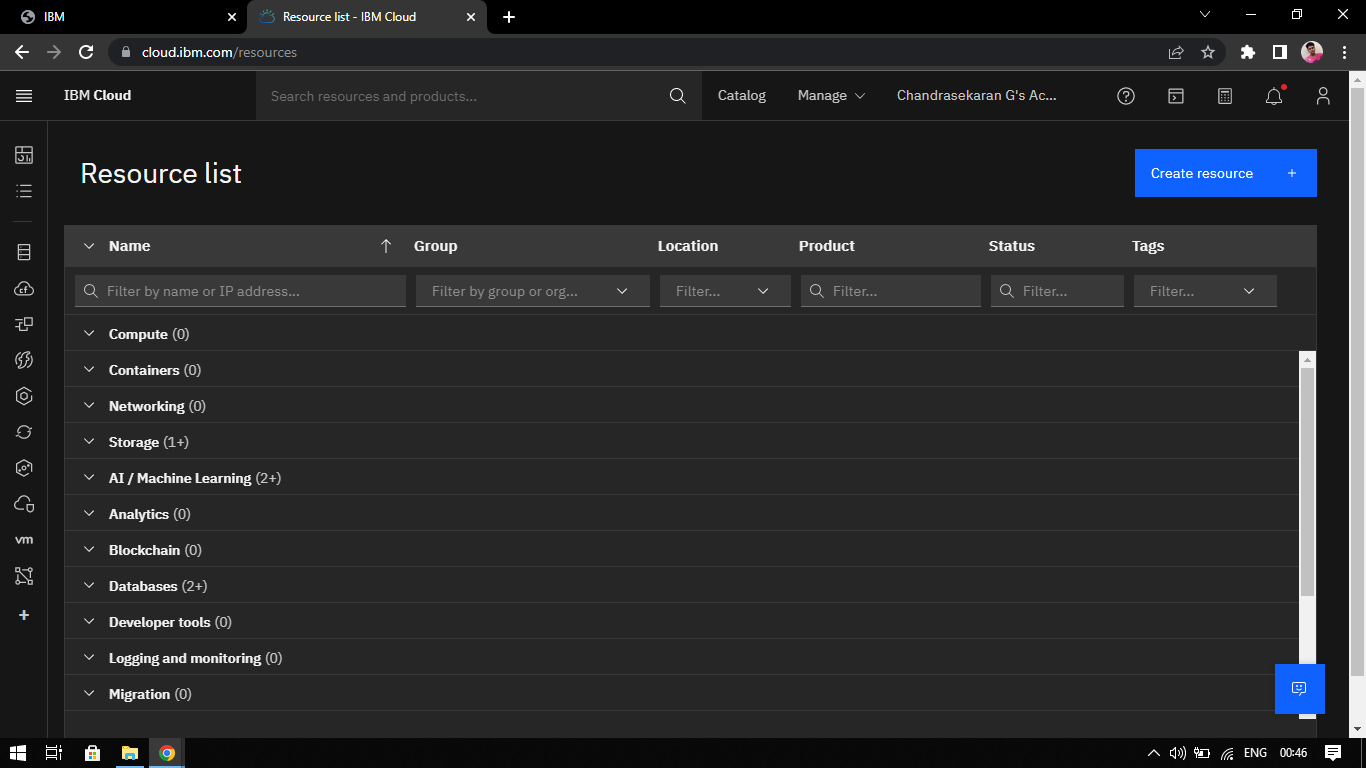 IBM
Resource list - IBM Cloud
cloud.ibm.com/resources
IBM Cloud
Search resources and products...
Catalog
Manage
Chandrasekaran G's Ac...
Resource list
Create resource +
Name Group Location Product Status Tags
Filter by name or IP address... Filter by group or org... Filter... Filter... Filter... Filter...
Compute (0)
Containers (0)
Networking (0)
Storage (1+)
AI / Machine Learning (2+)
Analytics (0)
Blockchain (0)
Databases (2+)
Developer tools (0)
Logging and monitoring (0)
Migration (0)
cf
vm
ENG 00:46